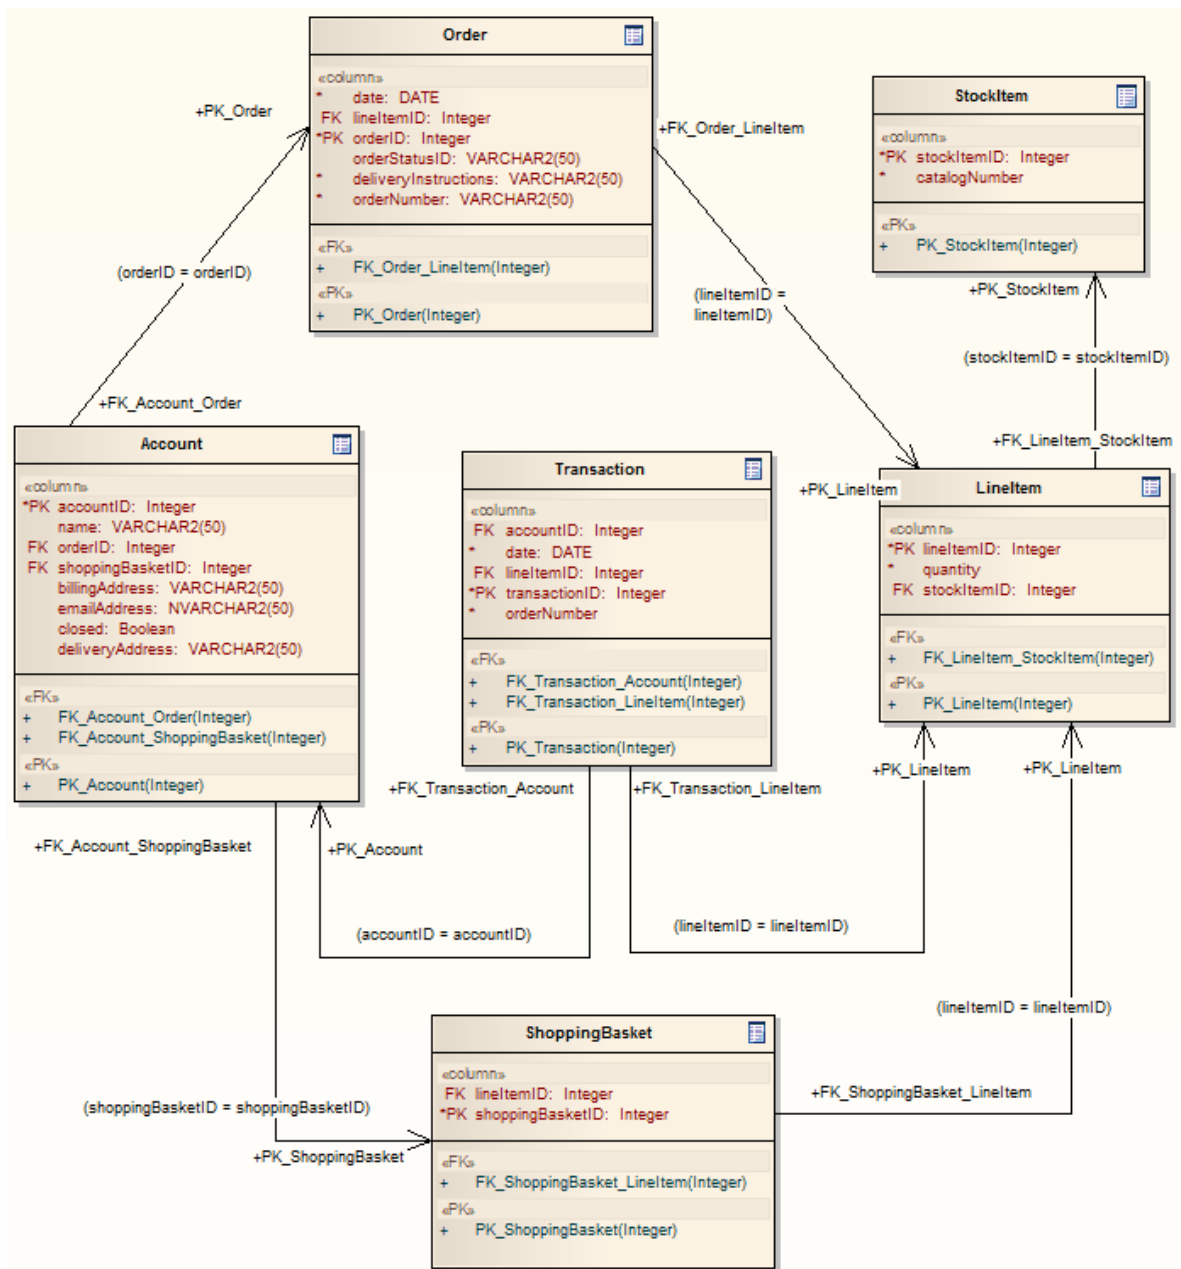 Order
«column»
* date: DATE
FK lineItemID: Integer
*PK orderID: Integer
orderStatusID: VARCHAR2(50)
* deliveryInstructions: VARCHAR2(50)
* orderNumber: VARCHAR2(50)
«FK»
+ FK_Order_LineItem(Integer)
«PK»
+ PK_Order(Integer)
+PK_Order
(orderID = orderID)
+FK_Account_Order
+FK_Order_LineItem
(lineItemID =
lineItemID)
+PK_LineItem
StockItem
«column»
*PK stockItemID: Integer
* catalogNumber
«PK»
+ PK_StockItem(Integer)
+PK_StockItem
(stockItemID = stockItemID)
+FK_LineItem_StockItem
Account
«column»
*PK accountID: Integer
name: VARCHAR2(50)
FK orderID: Integer
FK shoppingBasketID: Integer
billingAddress: VARCHAR2(50)
emailAddress: NVARCHAR2(50)
closed: Boolean
deliveryAddress: VARCHAR2(50)
«FK»
+ FK_Account_Order(Integer)
+ FK_Account_ShoppingBasket(Integer)
«PK»
+ PK_Account(Integer)
Transaction
«column»
FK accountID: Integer
* date: DATE
FK lineItemID: Integer
*PK transactionID: Integer
* orderNumber
«FK»
+ FK_Transaction_Account(Integer)
+ FK_Transaction_LineItem(Integer)
«PK»
+ PK_Transaction(Integer)
LineItem
«column»
*PK lineItemID: Integer
* quantity
FK stockItemID: Integer
«FK»
+ FK_LineItem_StockItem(Integer)
«PK»
+ PK_LineItem(Integer)
+PK_LineItem
+PK_LineItem
+FK_Transaction_Account
+FK_Transaction_LineItem
+FK_Account_ShoppingBasket
+PK_Account
(accountID = accountID)
(lineItemID = lineItemID)
(lineItemID = lineItemID)
(shoppingBasketID = shoppingBasketID)
+PK_ShoppingBasket
+FK_ShoppingBasket_LineItem
ShoppingBasket
«column»
FK lineItemID: Integer
*PK shoppingBasketID: Integer
«FK»
+ FK_ShoppingBasket_LineItem(Integer)
«PK»
+ PK_ShoppingBasket(Integer)